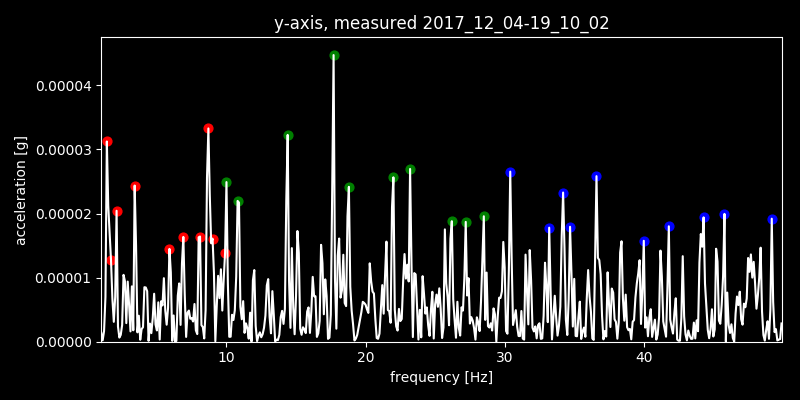 y-axis, measured 2017_12_04-19_10_02
acceleration [g]
0.00004
0.00003
0.00002
0.00001
0.00000
10 20 30 40
frequency [Hz]